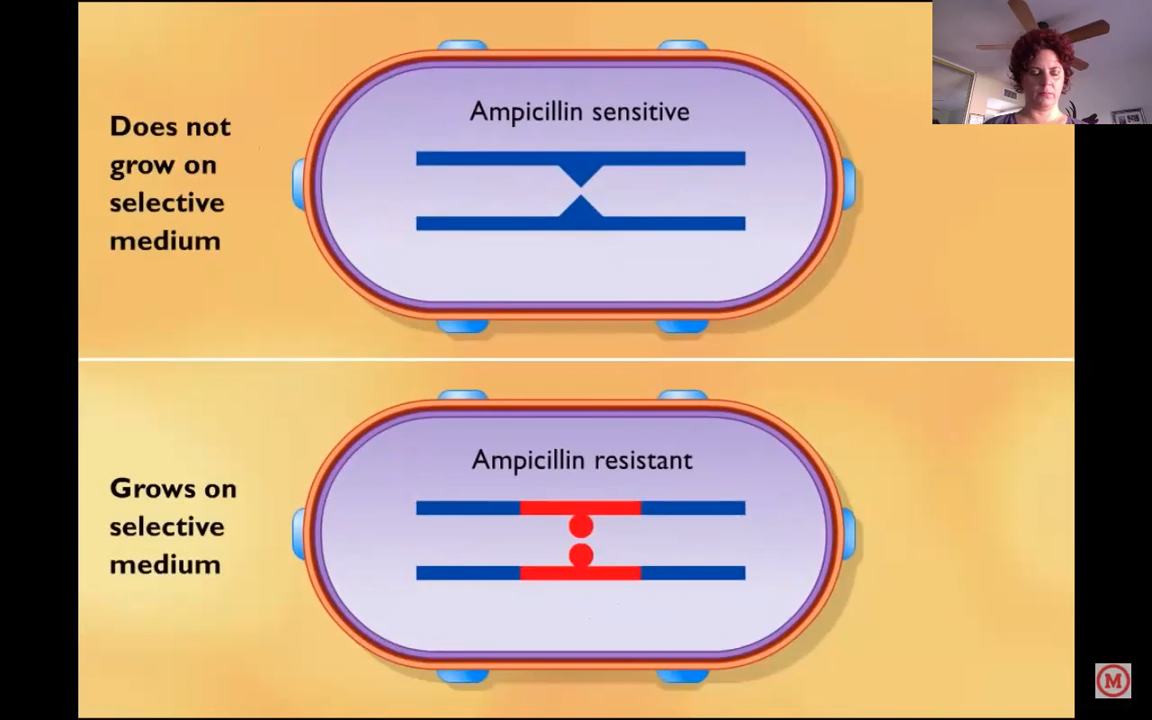 Does not
grow on
selective
medium
Ampicillin sensitive
Grows on
selective
medium
Ampicillin resistant
M